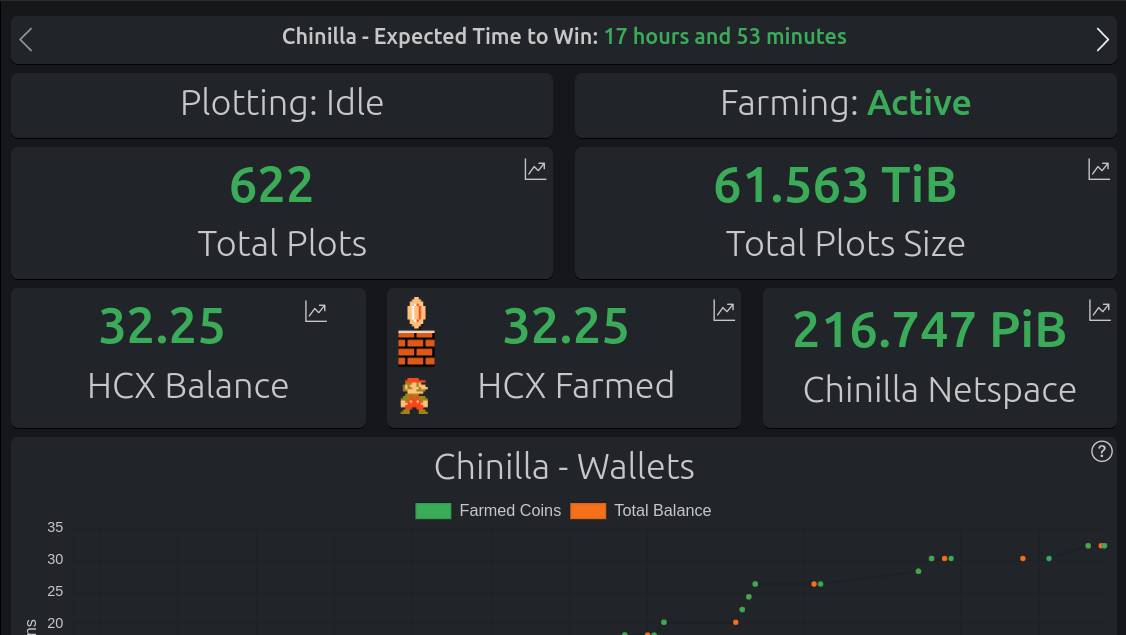 Chinilla - Expected Time to Win: 17 hours and 53 minutes
Plotting: Idle
Farming: Active
622
Total Plots
61.563 TiB
Total Plots Size
32.25
HCX Balance
32.25
HCX Farmed
216.747 PiB
Chinilla Netspace
Chinilla - Wallets
?
Farmed Coins
Total Balance
35
30
25
20